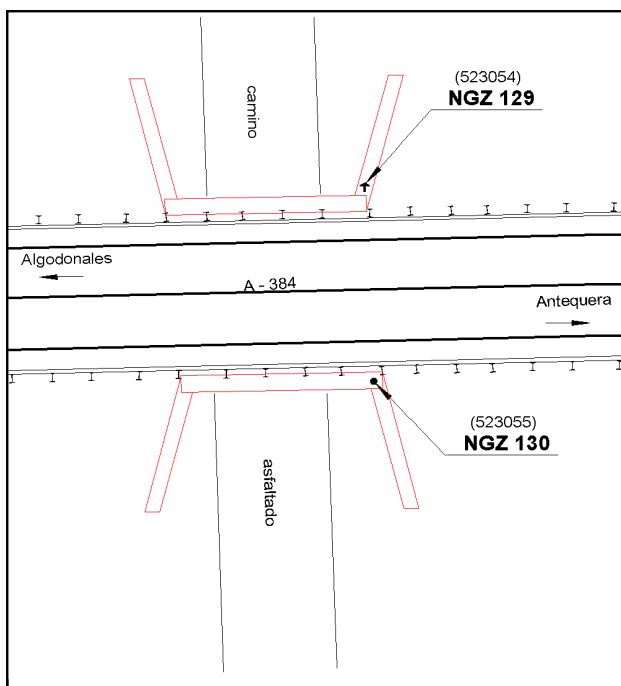 (523054)
NGZ 129
camino
Algodonales
A - 384
Antequera
(523055)
NGZ 130
asfaltado